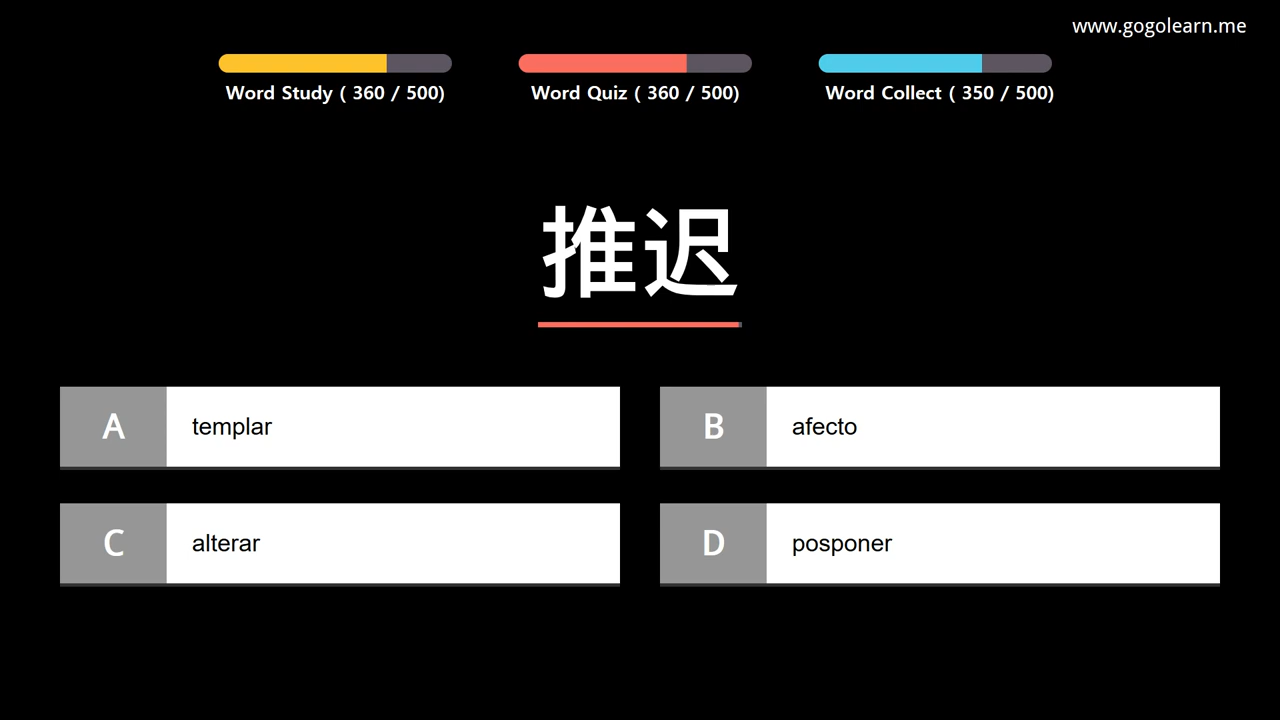 www.gogolearn.me
Word Study ( 360 / 500)
Word Quiz ( 360 / 500)
Word Collect ( 350 / 500)
推迟
A templar
B afecto
C alterar
D posponer